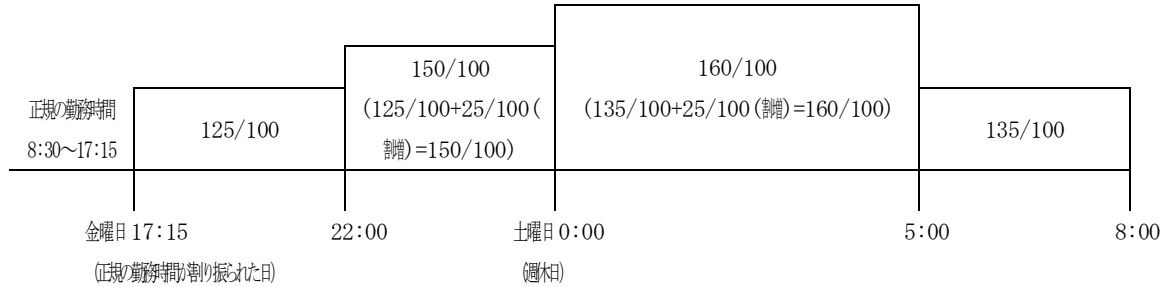 正規の勤務時間
8:30～17:15
125/100
150/100
(125/100+25/100(
割増)=150/100)
160/100
(135/100+25/100(割増)=160/100)
135/100
金曜日 17:15
22:00
土曜日 0:00
5:00
8:00
(正規の勤務時間が割り振られた日)
(週休日)